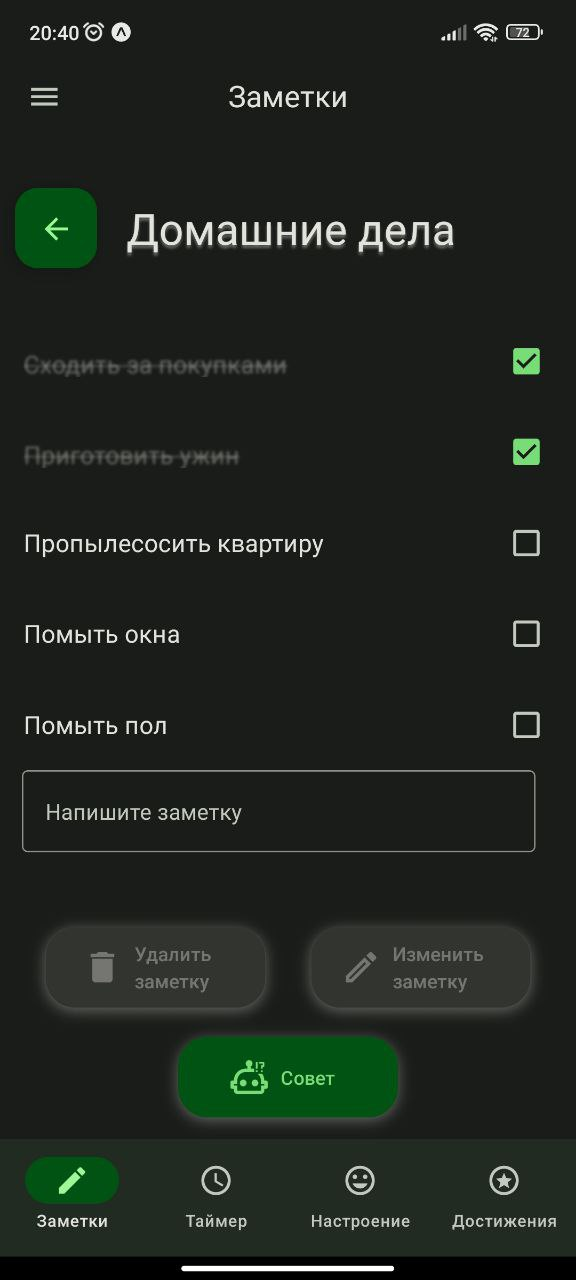 20:40
72
Заметки
Домашние дела
Сходить за покупками
Приготовить ужин
Пропылесосить квартиру
Помыть окна
Помыть пол
Напишите заметку
Удалить
заметку
Изменить
заметку
!?
Совет
Заметки
Таймер
Настроение
Достижения